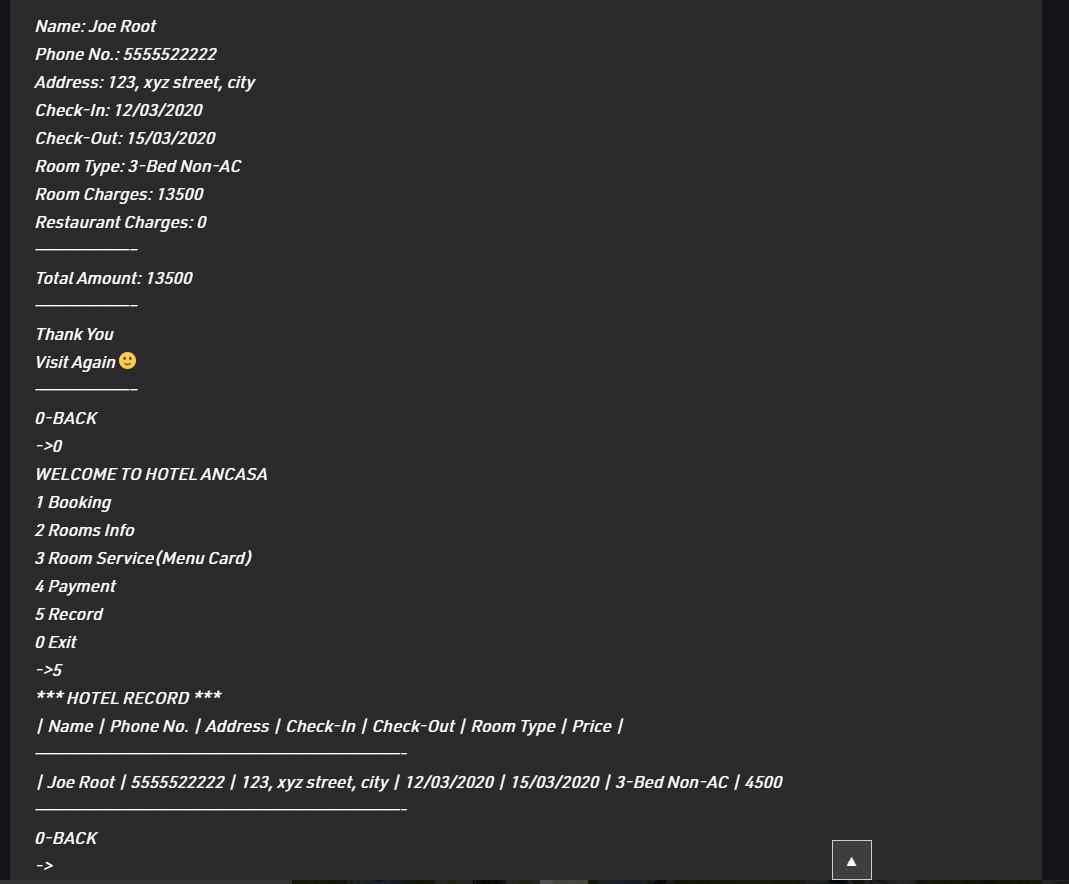 Name: Joe Root
Phone No.: 5555522222
Address: 123, xyz street, city
Check-In: 12/03/2020
Check-Out: 15/03/2020
Room Type: 3-Bed Non-AC
Room Charges: 13500
Restaurant Charges: 0
———————–
Total Amount: 13500
———————–
Thank You
Visit Again 🙂
———————–
0-BACK
->0
WELCOME TO HOTEL ANCASA
1 Booking
2 Rooms Info
3 Room Service(Menu Card)
4 Payment
5 Record
0 Exit
->5
*** HOTEL RECORD ***
| Name | Phone No. | Address | Check-In | Check-Out | Room Type | Price |
—————————————————————————————–
| Joe Root | 5555522222 | 123, xyz street, city | 12/03/2020 | 15/03/2020 | 3-Bed Non-AC | 4500
—————————————————————————————–
0-BACK
->
▲